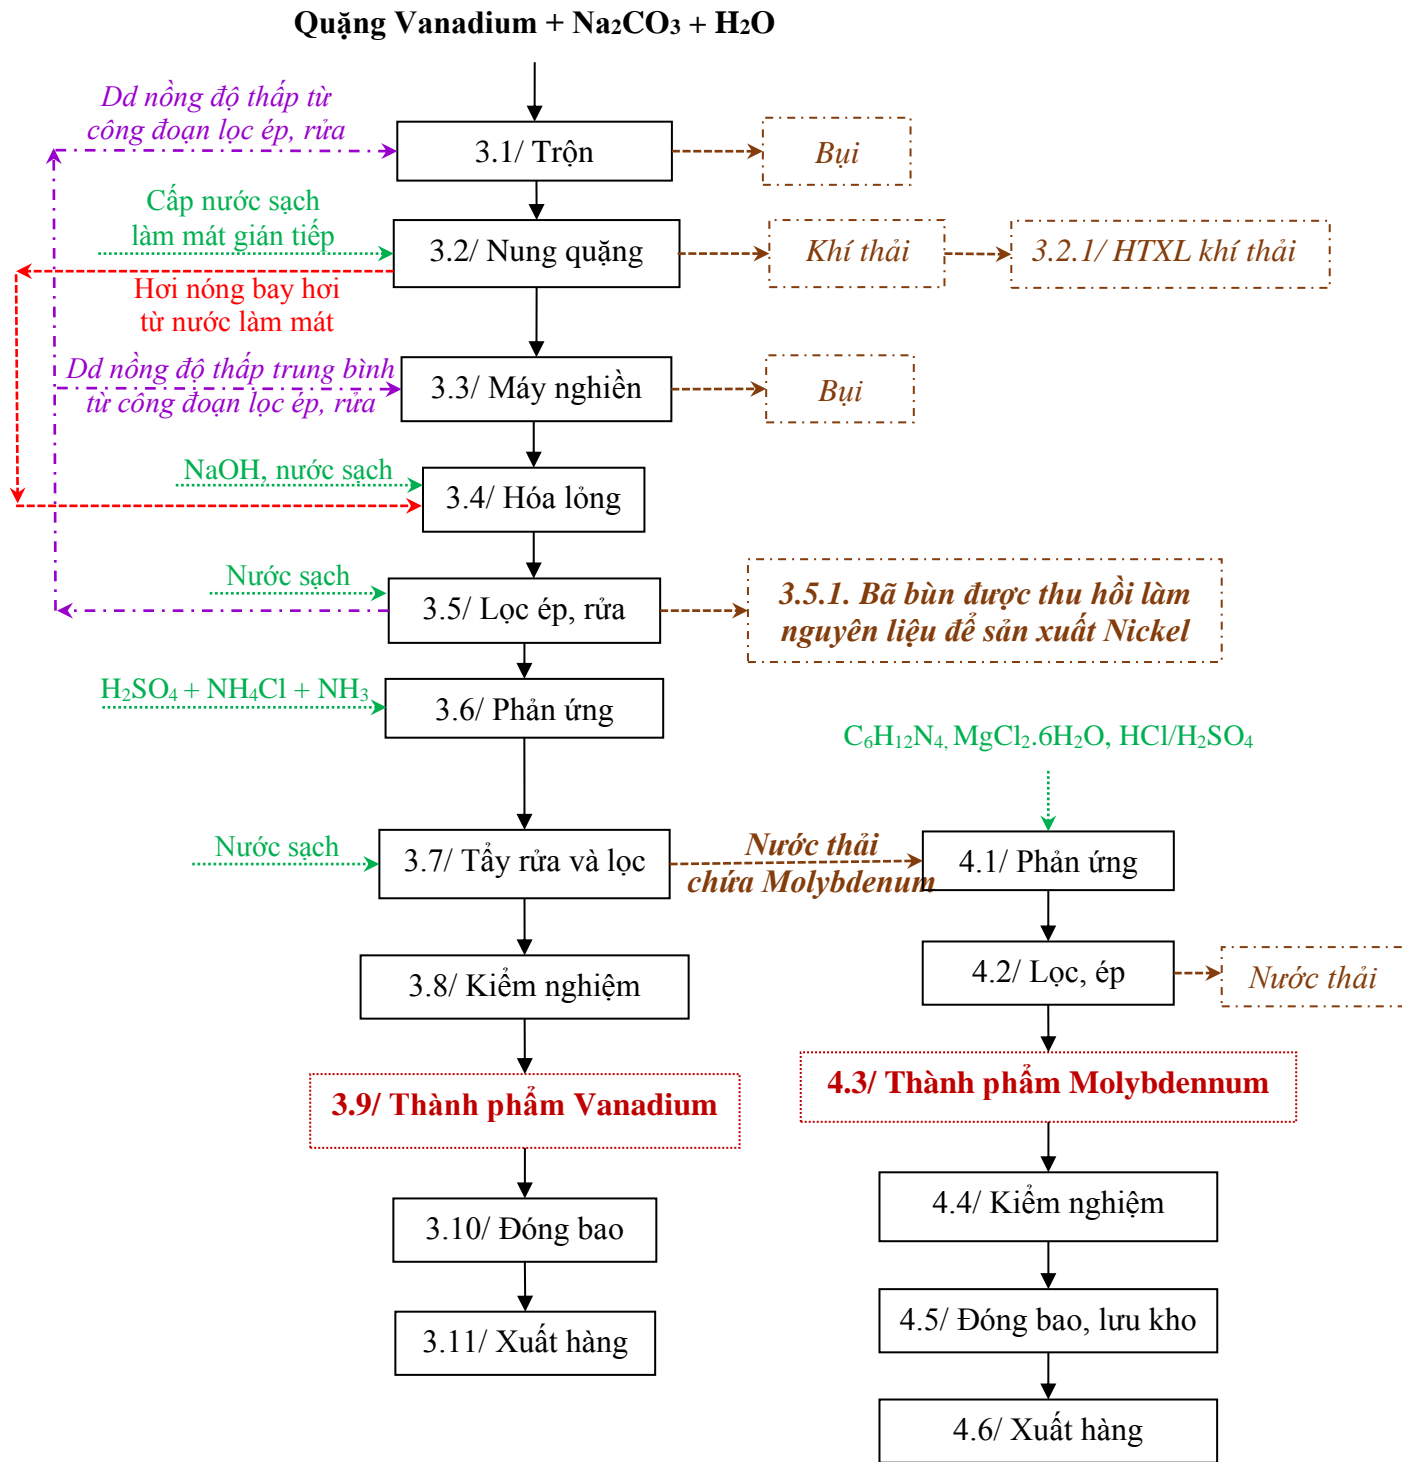 Quặng Vanadium + Na₂CO₃ + H₂O
Dd nồng độ thấp từ
công đoạn lọc ép, rửa
3.1/ Trộn
Bụi
Cấp nước sạch
làm mát gián tiếp
3.2/ Nung quặng
Khí thải
3.2.1/ HTXL khí thải
Hơi nóng bay hơi
từ nước làm mát
Dd nồng độ thấp trung bình
từ công đoạn lọc ép, rửa
3.3/ Máy nghiền
Bụi
NaOH, nước sạch
3.4/ Hóa lỏng
Nước sạch
3.5/ Lọc ép, rửa
3.5.1. Bã bùn được thu hồi làm
nguyên liệu để sản xuất Nickel
H₂SO₄ + NH₄Cl + NH₃
3.6/ Phản ứng
C₆H₁₂N₄, MgCl₂.6H₂O, HCl/H₂SO₄
Nước sạch
3.7/ Tẩy rửa và lọc
Nước thải
chứa Molybdenum
4.1/ Phản ứng
3.8/ Kiểm nghiệm
4.2/ Lọc, ép
Nước thải
3.9/ Thành phẩm Vanadium
4.3/ Thành phẩm Molybdennum
3.10/ Đóng bao
4.4/ Kiểm nghiệm
3.11/ Xuất hàng
4.5/ Đóng bao, lưu kho
4.6/ Xuất hàng